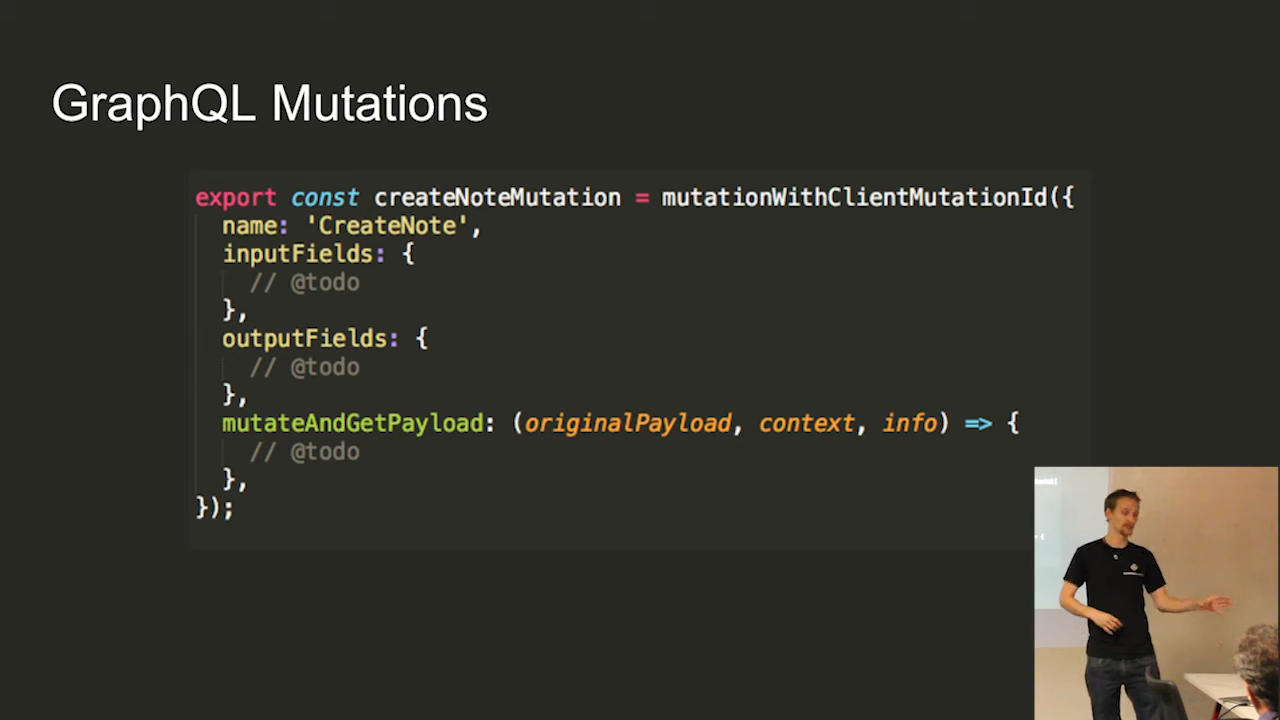 GraphQL Mutations
export const createNoteMutation = mutationWithClientMutationId({
name: 'CreateNote',
inputFields: {
// @todo
},
outputFields: {
// @todo
},
mutateAndGetPayload: (originalPayload, context, info) => {
// @todo
},
});